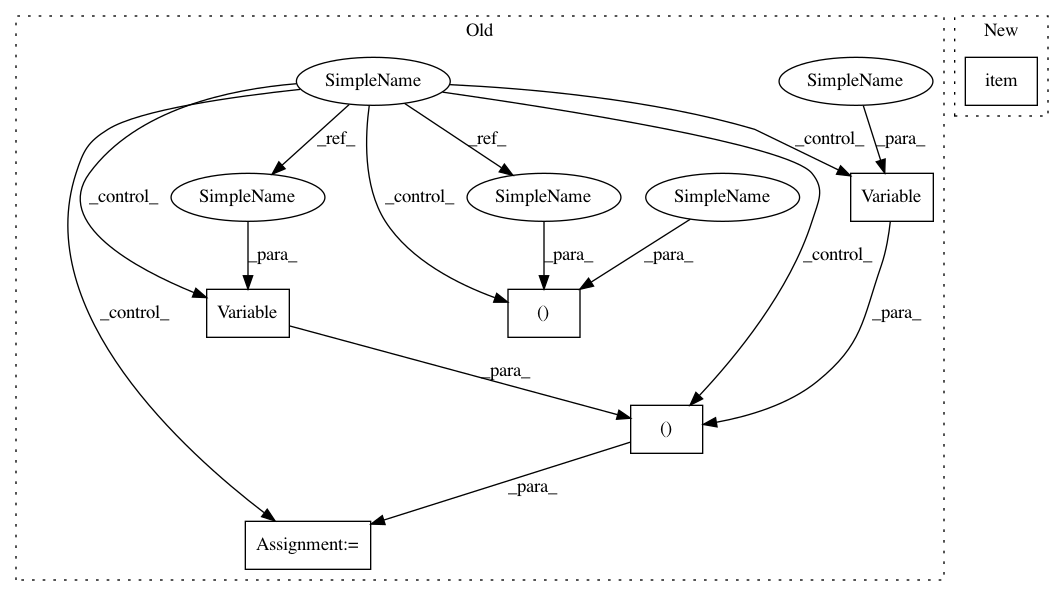 Old
New
SimpleName
SimpleName
item
_ref_
_ref_
_control_
_para_
_control_
SimpleName
_control_
SimpleName
SimpleName
Variable
_para_
_para_
_para_
_control_
_control_
Variable
()
_para_
_para_
()
_para_
Assignment:=